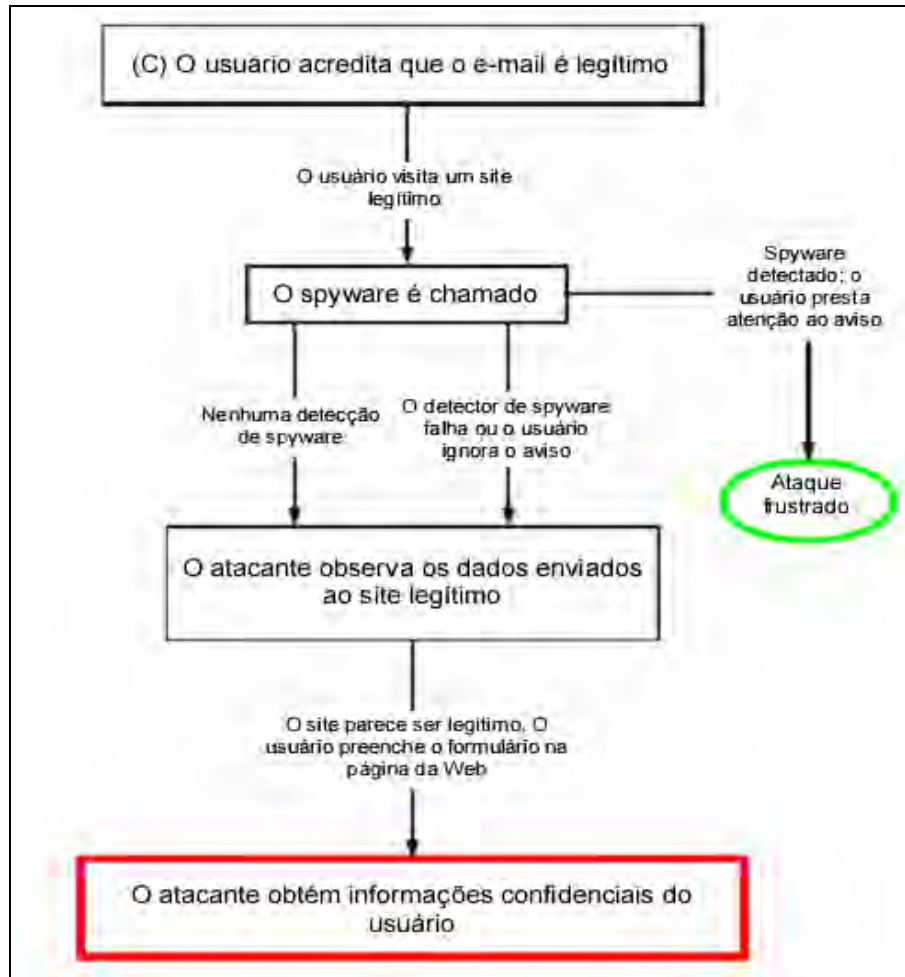 (C) O usuário acredita que o e-mail é legítimo
O usuário visita um site
legítimo
O spyware é chamado
Spyware
detectado; o
usuário presta
atenção ao aviso
Nenhuma detecção
de spyware
O detector de spyware
falha ou o usuário
ignora o aviso
Ataque
frustrado
O atacante observa os dados enviados
ao site legítimo
O site parece ser legítimo. O
usuário preenche o formulário na
página da Web
O atacante obtém informações confidenciais do
usuário